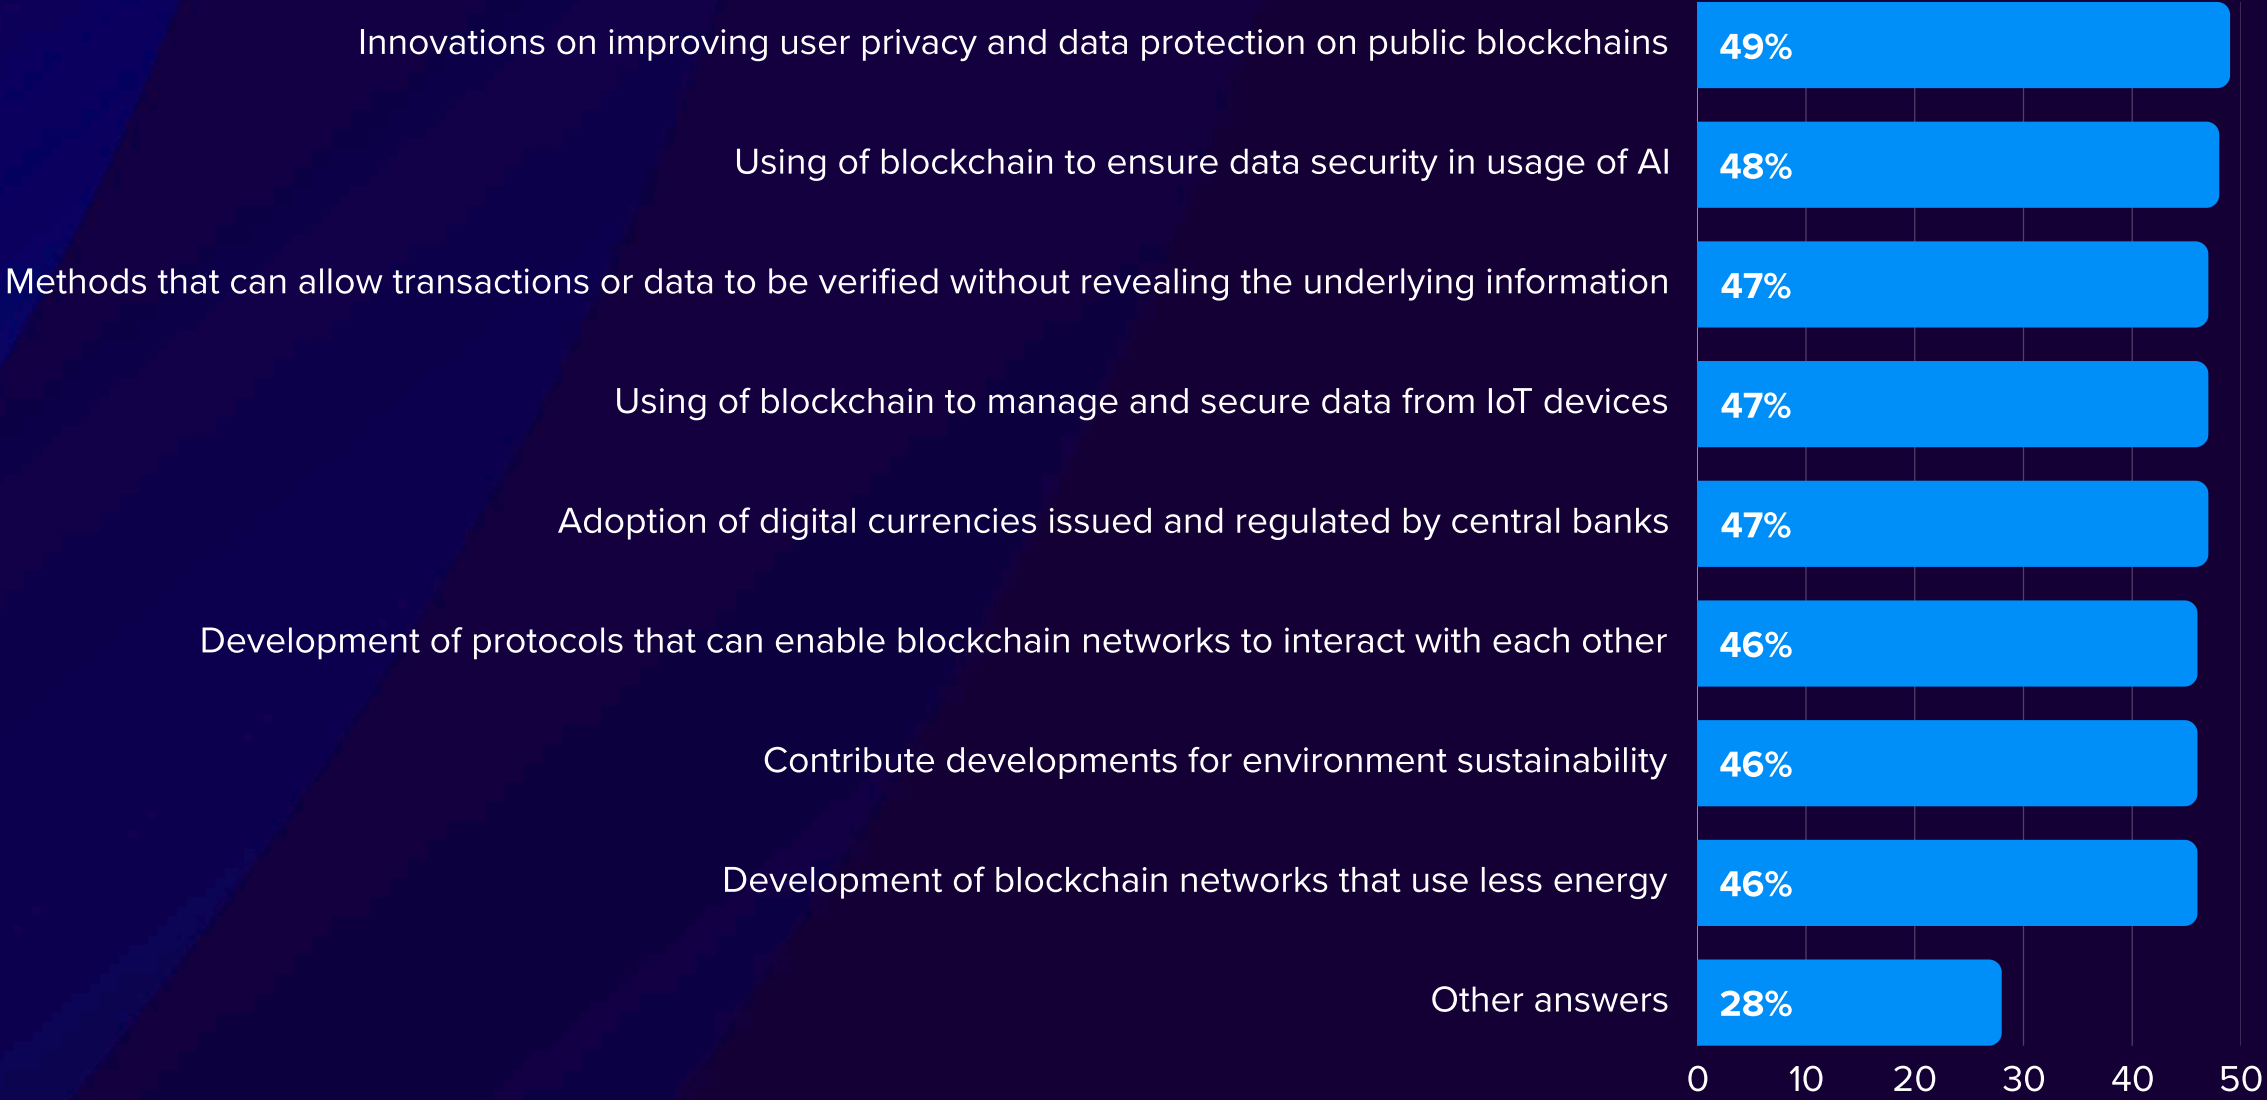 Innovations on improving user privacy and data protection on public blockchains 49%
Using of blockchain to ensure data security in usage of AI 48%
Methods that can allow transactions or data to be verified without revealing the underlying information 47%
Using of blockchain to manage and secure data from IoT devices 47%
Adoption of digital currencies issued and regulated by central banks 47%
Development of protocols that can enable blockchain networks to interact with each other 46%
Contribute developments for environment sustainability 46%
Development of blockchain networks that use less energy 46%
Other answers 28%
0 10 20 30 40 50